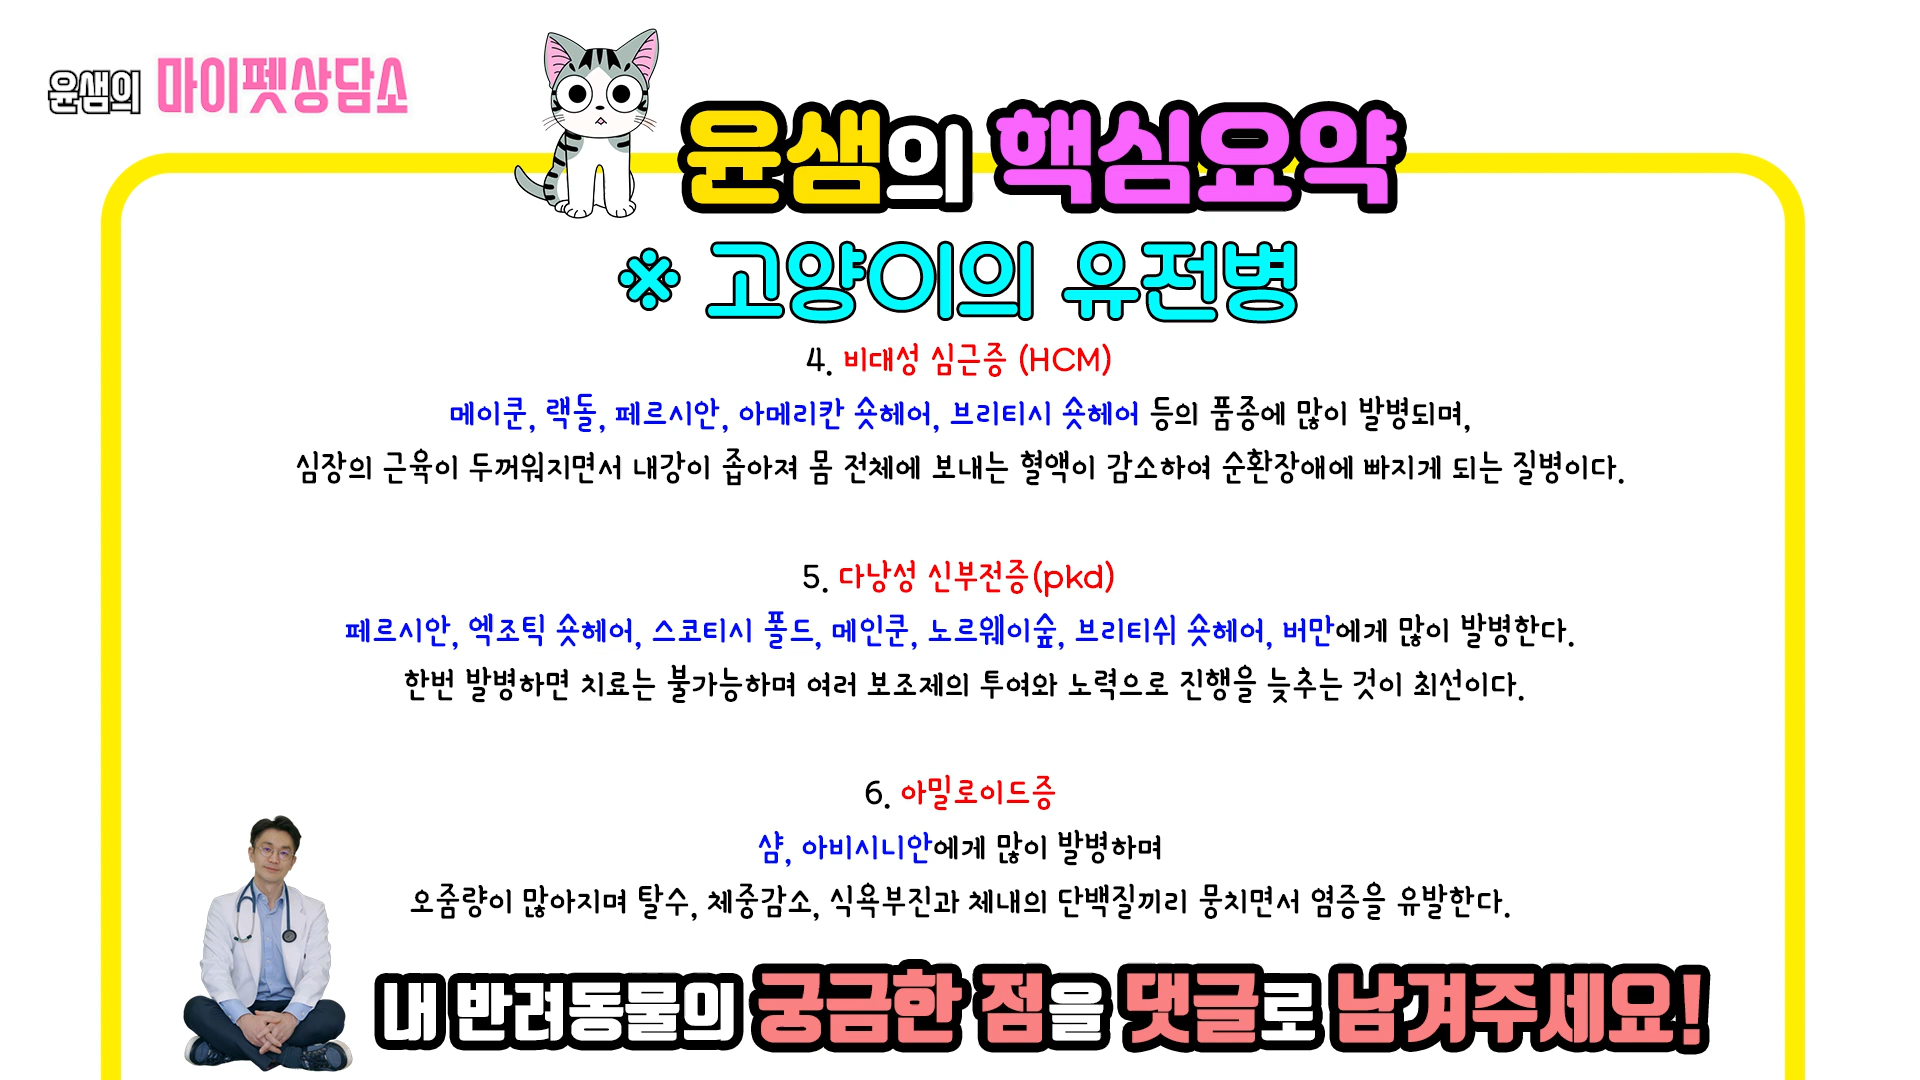 윤샘의 마이펫상담소
윤샘의 핵심요약
※ 고양이의 유전병
4. 비대성 심근증 (HCM)
메이쿤, 랙돌, 페르시안, 아메리칸 숏헤어, 브리티시 숏헤어 등의 품종에 많이 발병되며,
심장의 근육이 두꺼워지면서 내강이 좁아져 몸 전체에 보내는 혈액이 감소하여 순환장애에 빠지게 되는 질병이다.
5. 다낭성 신부전증(pkd)
페르시안, 엑조틱 숏헤어, 스코티시 폴드, 메인쿤, 노르웨이숲, 브리티쉬 숏헤어, 버만에게 많이 발병한다.
한번 발병하면 치료는 불가능하며 여러 보조제의 투여와 노력으로 진행을 늦추는 것이 최선이다.
6. 아밀로이드증
샴, 아비시니안에게 많이 발병하며
오줌량이 많아지며 탈수, 체중감소, 식욕부진과 체내의 단백질끼리 뭉치면서 염증을 유발한다.
내 반려동물의 궁금한 점을 댓글로 남겨주세요!